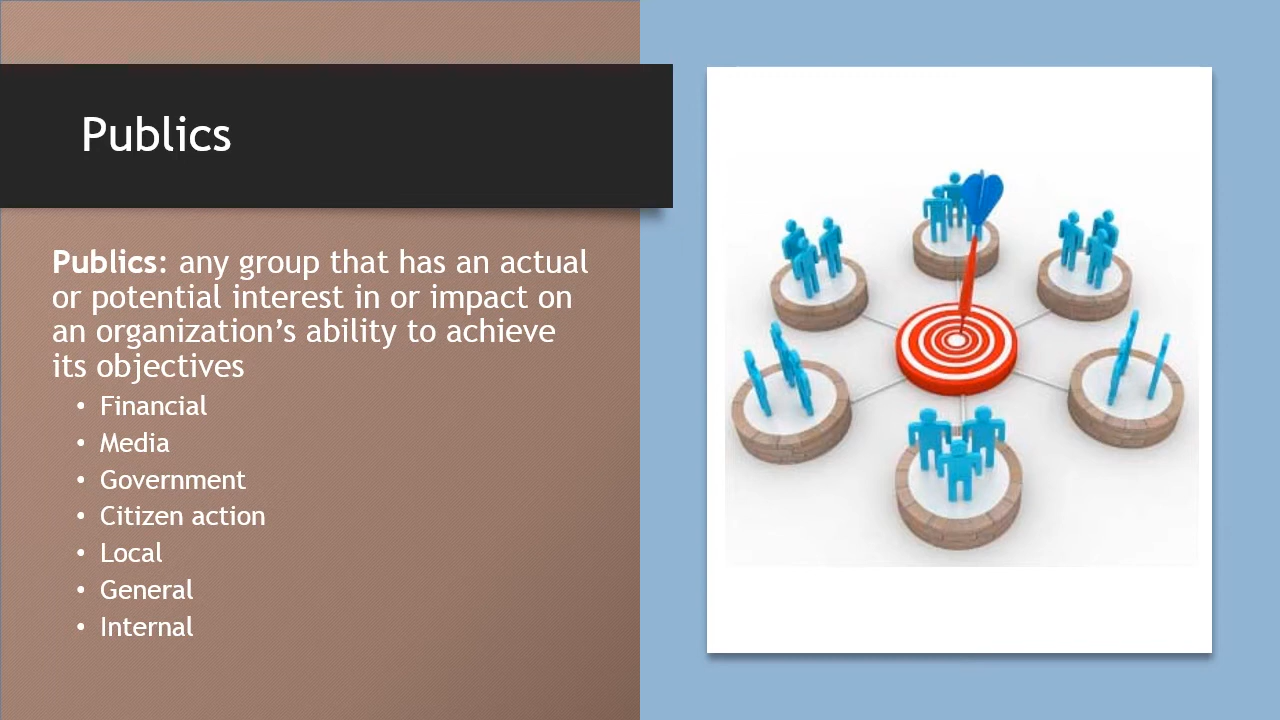 Publics
Publics: any group that has an actual
or potential interest in or impact on
an organization’s ability to achieve
its objectives
• Financial
• Media
• Government
• Citizen action
• Local
• General
• Internal